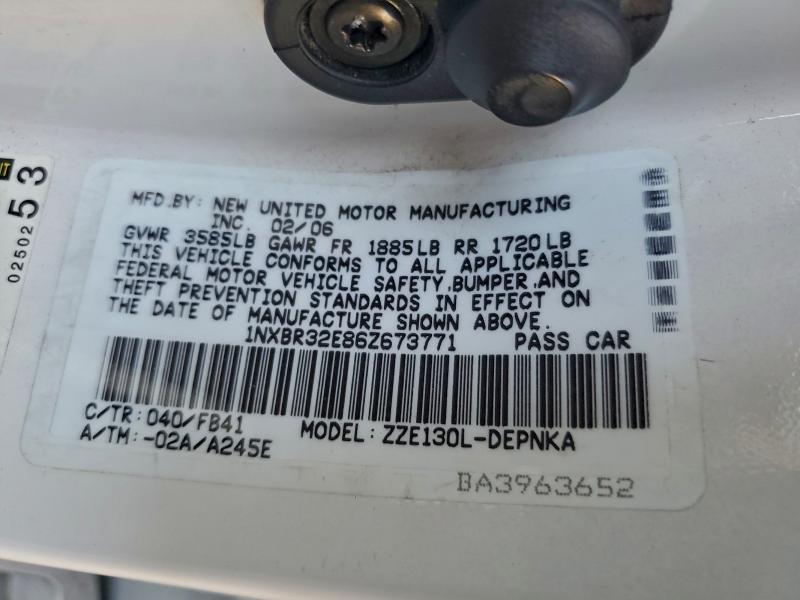 MFD.BY: NEW UNITED MOTOR MANUFACTURING
INC. 02/06
GVWR 3585LB GAWR FR 1885LB RR 1720LB
THIS VEHICLE CONFORMS TO ALL APPLICABLE
FEDERAL MOTOR VEHICLE SAFETY,BUMPER,AND
THEFT PREVENTION STANDARDS IN EFFECT ON
THE DATE OF MANUFACTURE SHOWN ABOVE.
1NXBR32E86Z673771 PASS CAR
C/TR: 040/FB41
A/TM: -02A/A245E MODEL: ZZE130L-DEPNKA
BA3963652
02502
53